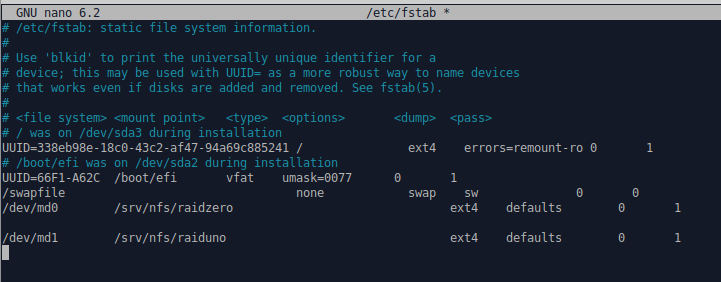 GNU nano 6.2 /etc/fstab *
# /etc/fstab: static file system information.
#
# Use 'blkid' to print the universally unique identifier for a
# device; this may be used with UUID= as a more robust way to name devices
# that works even if disks are added and removed. See fstab(5).
#
# <file system> <mount point> <type> <options> <dump> <pass>
# / was on /dev/sda3 during installation
UUID=338eb98e-18c0-43c2-af47-94a69c885241 / ext4 errors=remount-ro 0 1
# /boot/efi was on /dev/sda2 during installation
UUID=66F1-A62C /boot/efi vfat umask=0077 0 1
/swapfile none swap sw 0 0
/dev/md0 /srv/nfs/raidzero ext4 defaults 0 1
/dev/md1 /srv/nfs/raiduno ext4 defaults 0 1